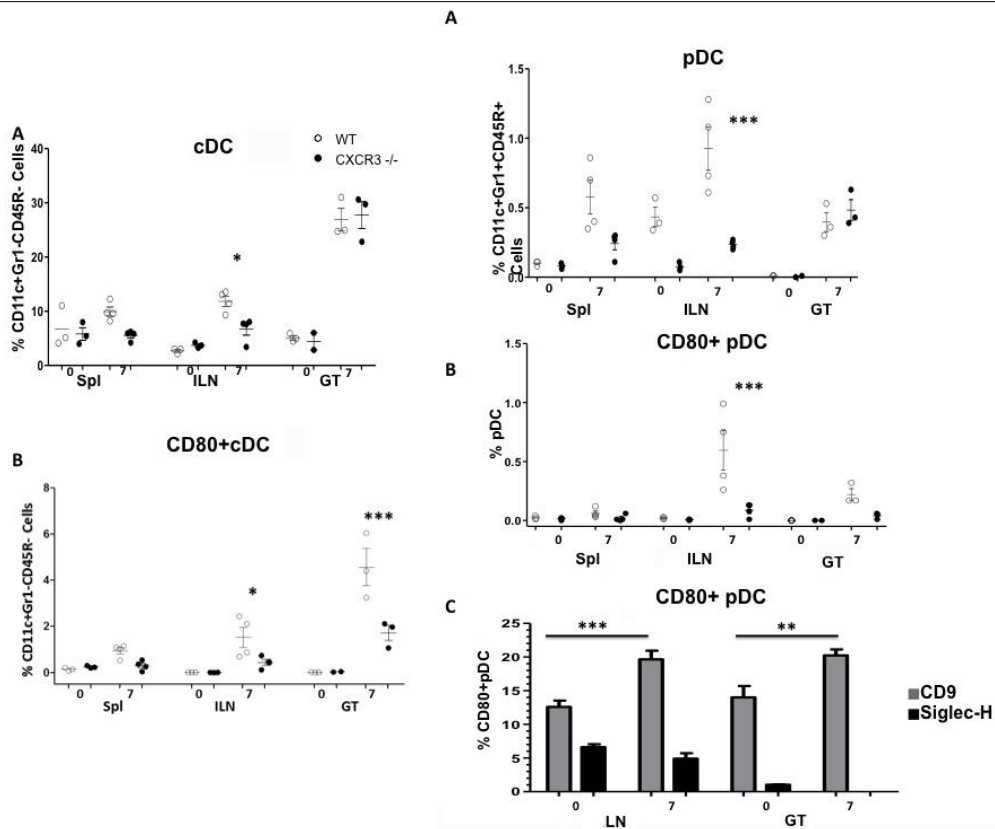 A
cDC
WT
CXCR3 -/-
% CD11c+Gr1-CD45R- Cells
40
30
20
10
0
0 7 0 7 0 7
Spl ILN GT
*
B
CD80+cDC
% CD11c+Gr1-CD45R- Cells
8
6
4
2
0
* ***
0 7 0 7 0 7
Spl ILN GT
A
pDC
% CD11c+Gr1+CD45R+
Cells
1.5
1.0
0.5
0.0
***
0 7 0 7 0 7
Spl ILN GT
B
CD80+ pDC
% pDC
1.5
1.0
0.5
0.0
***
0 7 0 7 0 7
Spl ILN GT
C
CD80+ pDC
% CD80+pDC
25
20
15
10
5
0
*** **
CD9
Siglec-H
0 7 0 7
LN GT